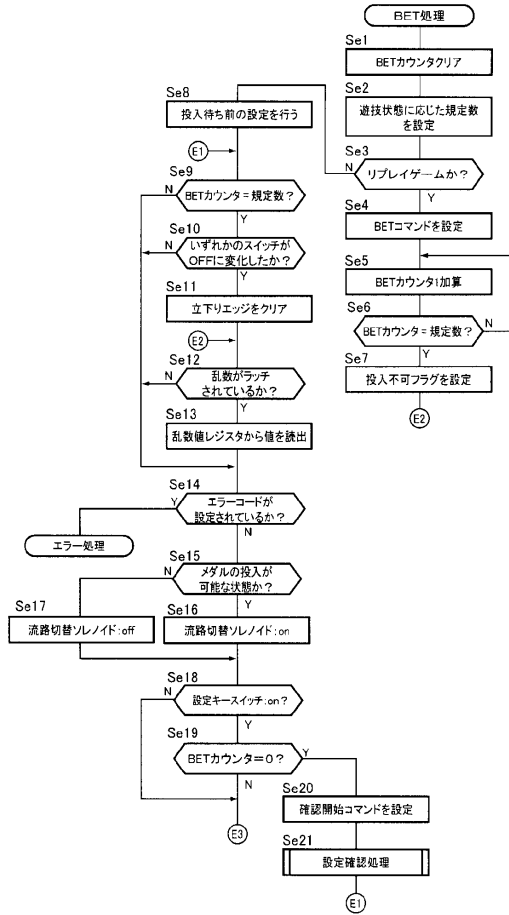 BET処理
Se1
BETカウンタクリア
Se2
遊技状態に応じた規定数
を設定
Se3
N
リプレイゲームか?
Y
Se4
BETコマンドを設定
Se5
BETカウンタ1加算
Se6
BETカウンタ=規定数?
N
Y
Se7
投入不可フラグを設定
E2
Se8
投入待ち前の設定を行う
E1
Se9
N
BETカウンタ=規定数?
Y
Se10
N
いずれかのスイッチが
OFFに変化したか?
Y
Se11
立下りエッジをクリア
E2
Se12
N
乱数がラッチ
されているか?
Y
Se13
乱数値レジスタから値を読出
Se14
Y
エラーコードが
設定されているか?
N
エラー処理
Se15
N
メダルの投入が
可能な状態か?
Y
Se17
流路切替ソレノイド:off
Se16
流路切替ソレノイド:on
Se18
N
設定キースイッチ:on?
Y
Se19
BETカウンタ=0?
Y
N
E3
Se20
確認開始コマンドを設定
Se21
設定確認処理
E1